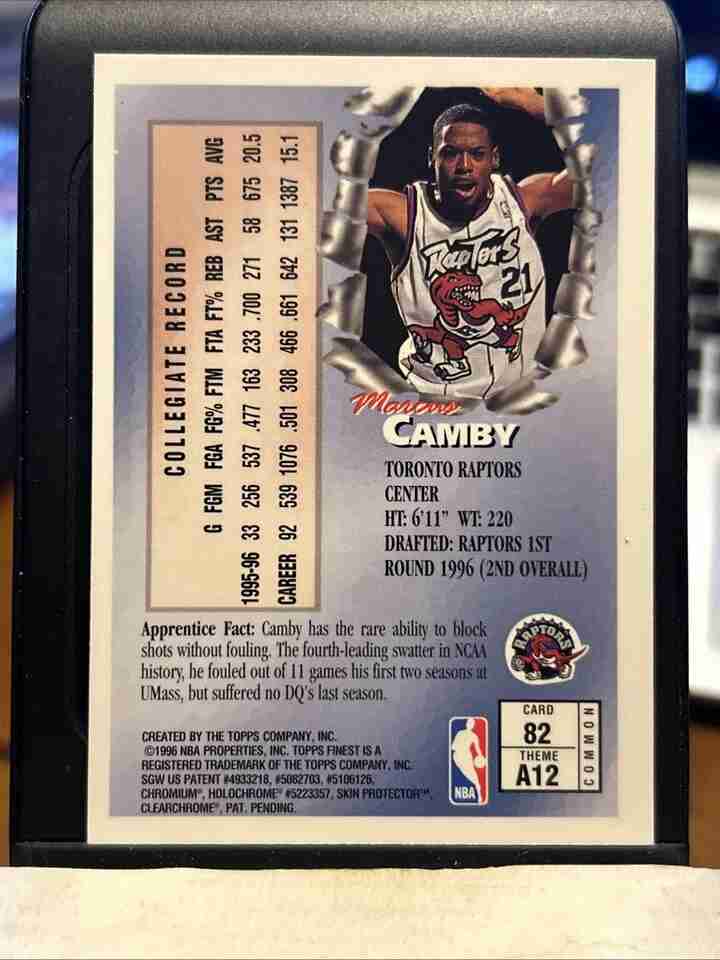 COLLEGIATE RECORD
G FGM FGA FG% FTM FTA FT% REB AST PTS AVG
1995-96 33 256 537 .477 163 233 .700 271 58 675 20.5
CAREER 92 539 1076 .501 308 466 .661 642 131 1387 15.1
RAPTORS
21
Marcus
CAMBY
TORONTO RAPTORS
CENTER
HT: 6'11" WT: 220
DRAFTED: RAPTORS 1ST
ROUND 1996 (2ND OVERALL)
Apprentice Fact: Camby has the rare ability to block
shots without fouling. The fourth-leading swatter in NCAA
history, he fouled out of 11 games his first two seasons at
UMass, but suffered no DQ's last season.
RAPTORS
CREATED BY THE TOPPS COMPANY, INC.
©1996 NBA PROPERTIES, INC. TOPPS FINEST IS A
REGISTERED TRADEMARK OF THE TOPPS COMPANY, INC.
SGW US PATENT #4933218, #5082703, #5106126,
CHROMIUM®, HOLOCHROME® #5223357, SKIN PROTECTOR™,
CLEARCHROME®, PAT. PENDING.
NBA
CARD
82
THEME
A12
COMMON